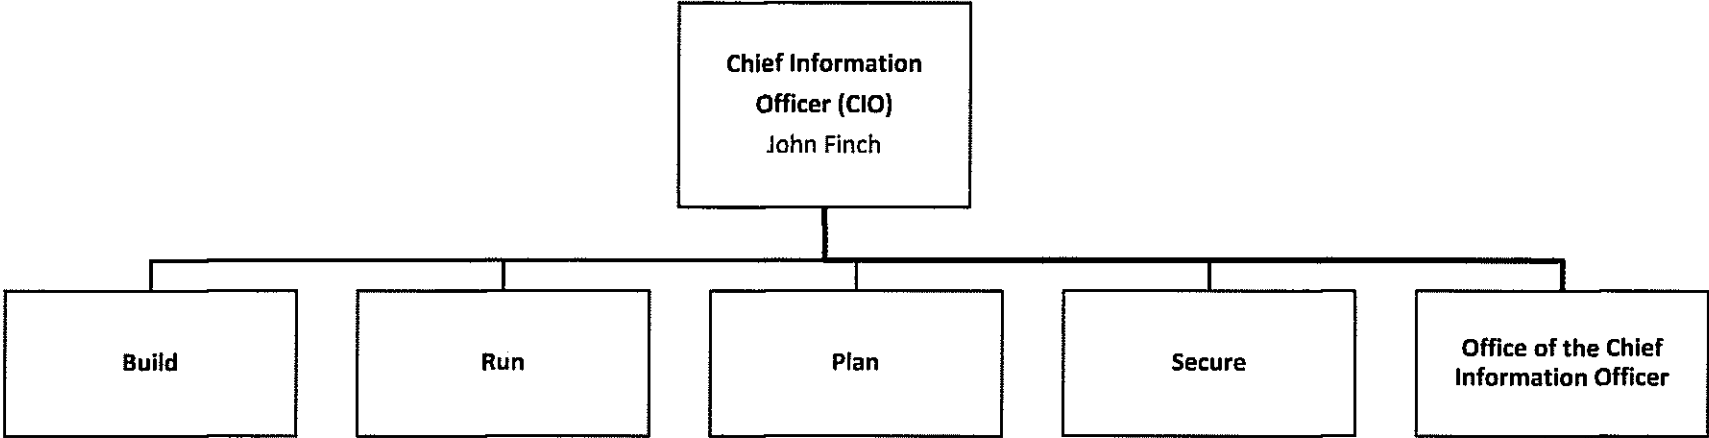 Chief Information
Officer (CIO)
John Finch
Build
Run
Plan
Secure
Office of the Chief
Information Officer